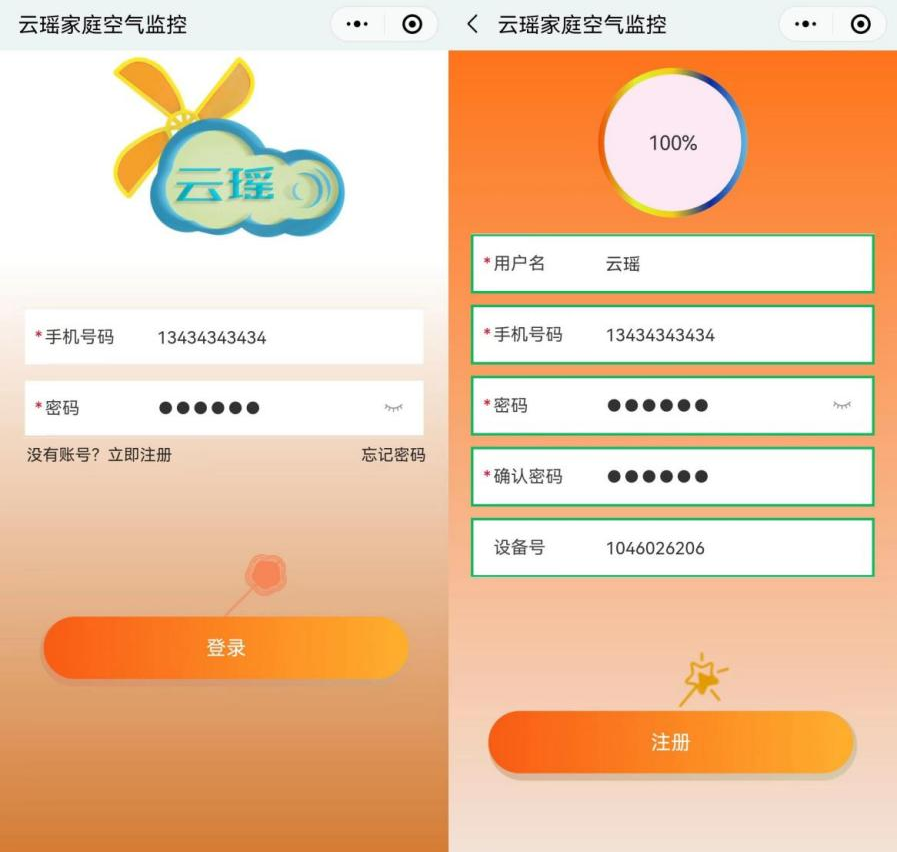 云瑶家庭空气监控
云瑶
*手机号码 13434343434
*密码 ●●●●●●
没有账号？立即注册 忘记密码
登录
云瑶家庭空气监控
100%
*用户名 云瑶
*手机号码 13434343434
*密码 ●●●●●●
*确认密码 ●●●●●●
设备号 1046026206
注册